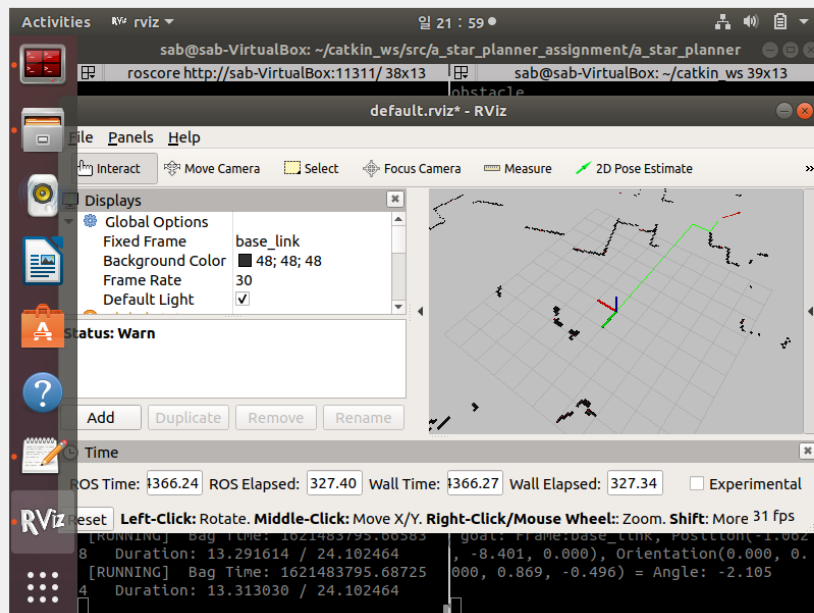 Activities RViz rviz 일 21 : 59
sab@sab-VirtualBox: ~/catkin_ws/src/a_star_planner_assignment/a_star_planner
roscore http://sab-VirtualBox:11311/ 38x13
sab@sab-VirtualBox: ~/catkin_ws 39x13
obstacle
default.rviz* - RViz
File Panels Help
Interact Move Camera Select Focus Camera Measure 2D Pose Estimate »
Displays
Global Options
Fixed Frame base_link
Background Color 48; 48; 48
Frame Rate 30
Default Light ✓
Status: Warn
Add Duplicate Remove Rename
Time
ROS Time: 4366.24 ROS Elapsed: 327.40 Wall Time: 4366.27 Wall Elapsed: 327.34 Experimental
Reset Left-Click: Rotate. Middle-Click: Move X/Y. Right-Click/Mouse Wheel:: Zoom. Shift: More 31 fps
RViz
[RUNNING] Bag Time: 1621483795.66583
8 Duration: 13.291614 / 24.102464
[RUNNING] Bag Time: 1621483795.68725
4 Duration: 13.313030 / 24.102464
goal: Frame:base_link, Position(-1.062
, -8.401, 0.000), Orientation(0.000, 0.
000, 0.869, -0.496) = Angle: -2.105